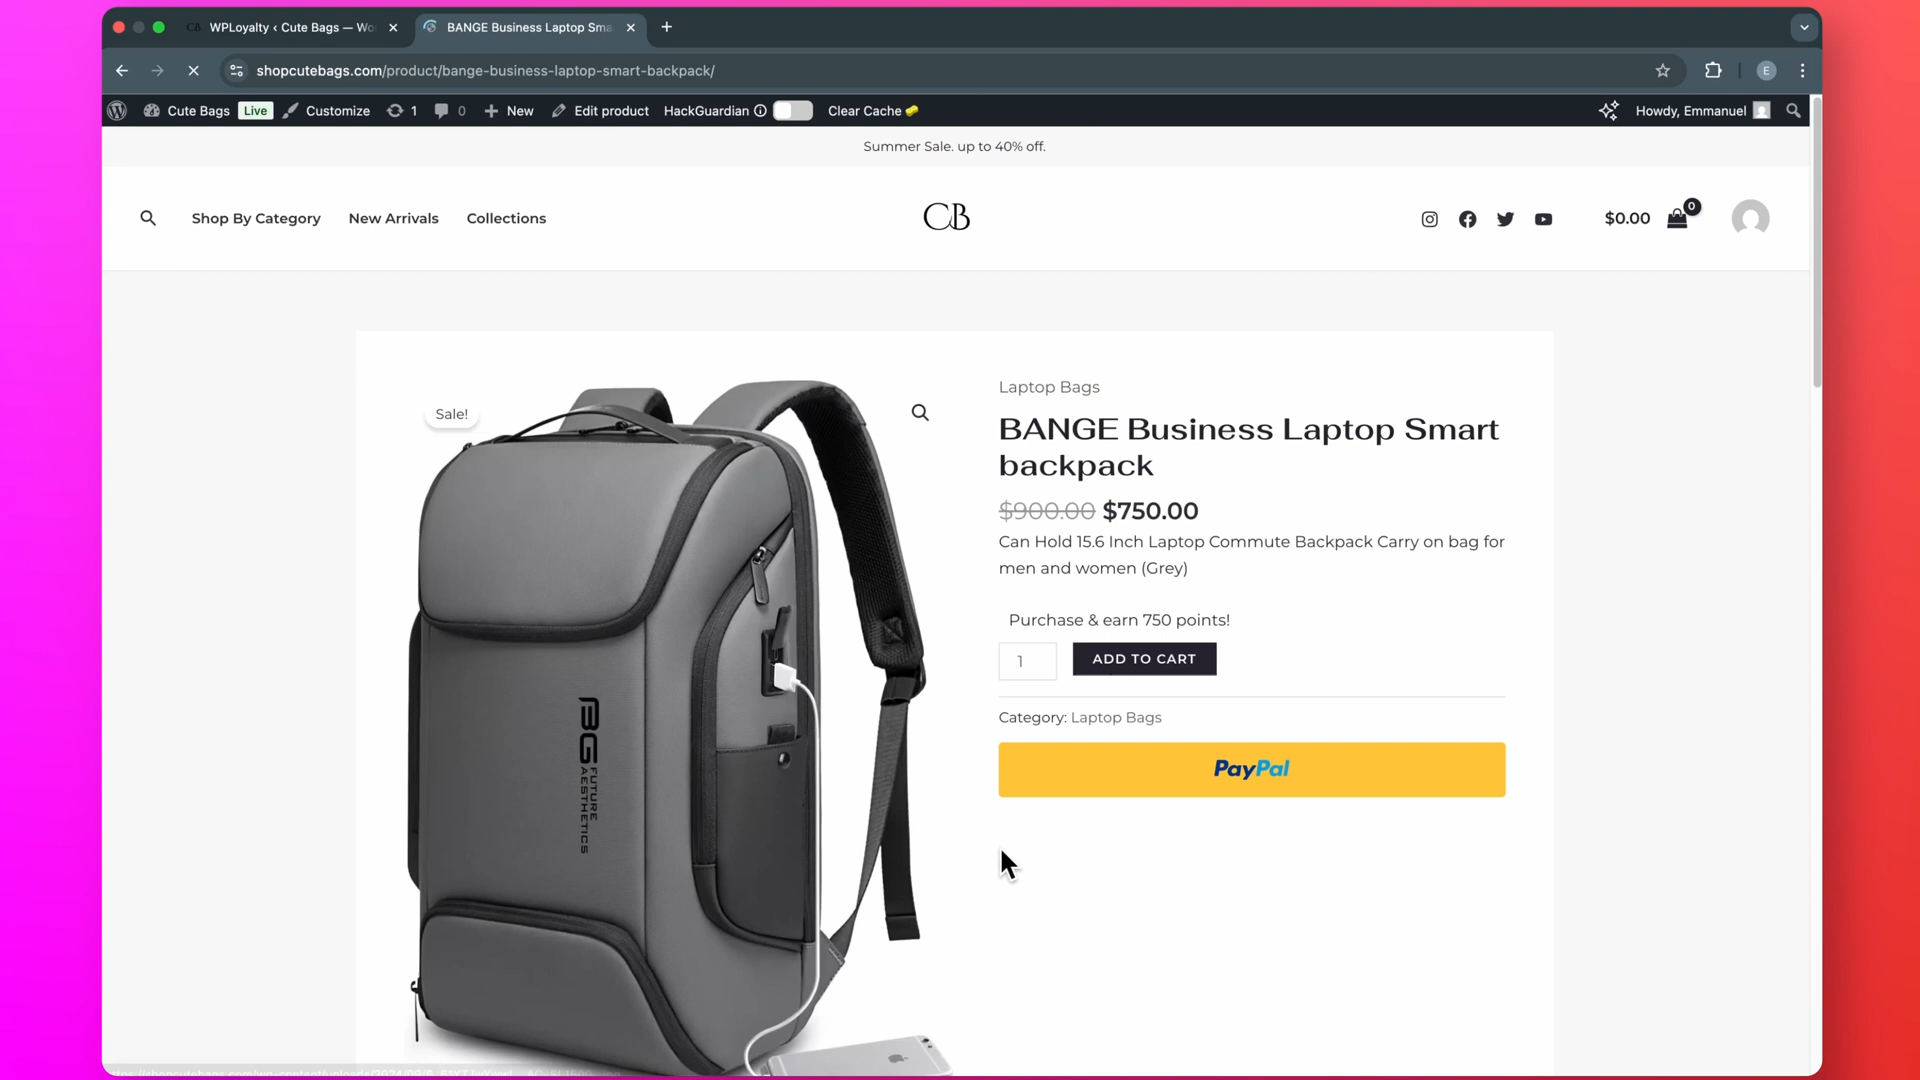 WPLoyalty ‹ Cute Bags — Wo
BANGE Business Laptop Sma
shopcutebags.com/product/bange-business-laptop-smart-backpack/
E
Cute Bags
Live
Customize
1
0
New
Edit product
HackGuardian
Clear Cache
Howdy, Emmanuel
Summer Sale. up to 40% off.
Shop By Category
New Arrivals
Collections
CB
$0.00
0
Sale!
Laptop Bags
BANGE Business Laptop Smart
backpack
$900.00 $750.00
Can Hold 15.6 Inch Laptop Commute Backpack Carry on bag for
men and women (Grey)
Purchase & earn 750 points!
1
ADD TO CART
Category: Laptop Bags
PayPal
BG
FUTURE
AESTHETICS